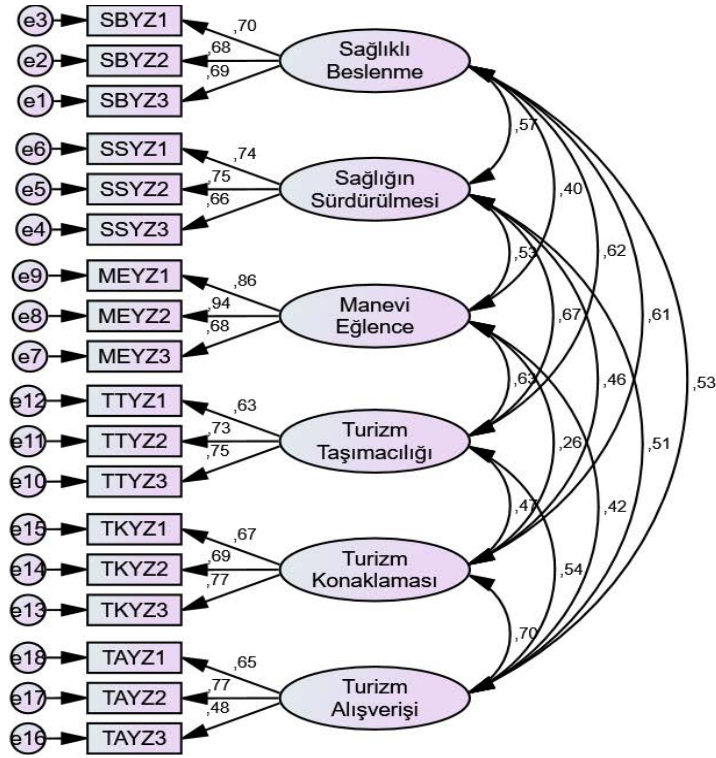 e3 SBYZ1 ,70
e2 SBYZ2 ,68
e1 SBYZ3 ,69
Sağlıklı
Beslenme
,57
e6 SSYZ1 ,74
e5 SSYZ2 ,75
e4 SSYZ3 ,66
Sağlığın
Sürdürülmesi
,40
,53
,62
e9 MEYZ1 ,86
e8 MEYZ2 ,94
e7 MEYZ3 ,68
Manevi
Eğlence
,67
,61
,63
,46
,53
e12 TTYZ1 ,63
e11 TTYZ2 ,73
e10 TTYZ3 ,75
Turizm
Taşımacılığı
,26
,51
,47
,42
e15 TKYZ1 ,67
e14 TKYZ2 ,69
e13 TKYZ3 ,77
Turizm
Konaklaması
,54
,70
e18 TAYZ1 ,65
e17 TAYZ2 ,77
e16 TAYZ3 ,48
Turizm
Alışverişi